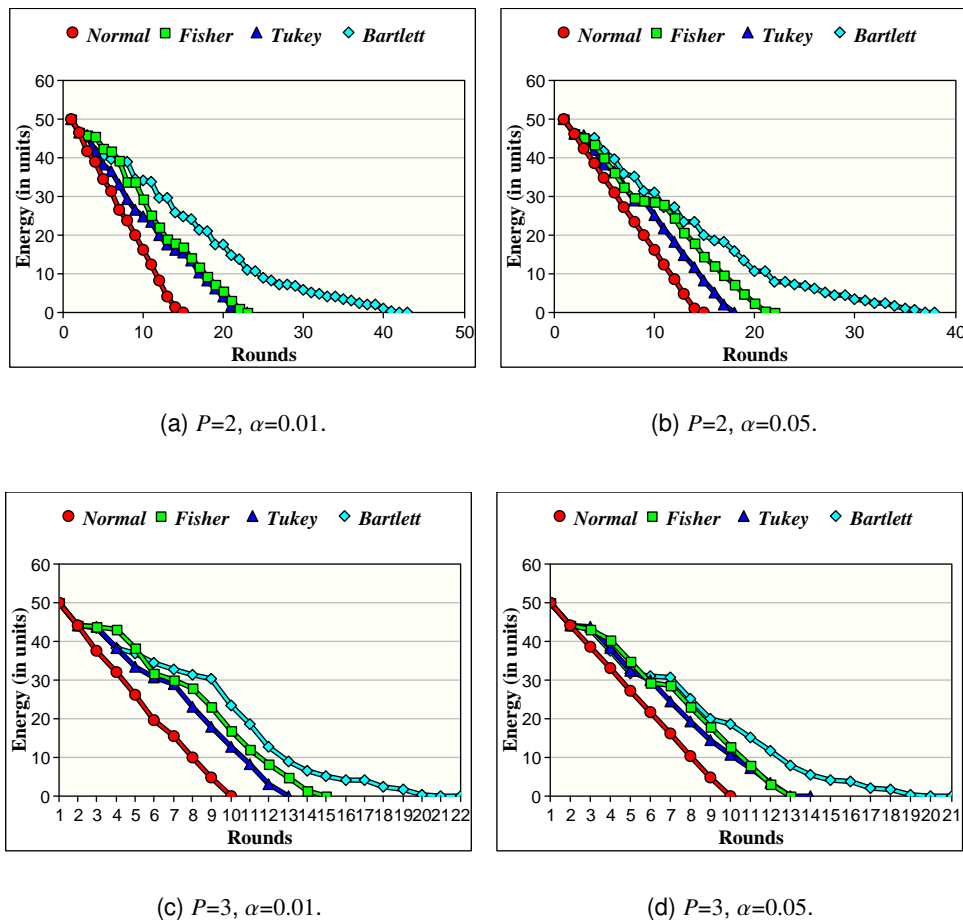 Normal Fisher Tukey Bartlett
Normal Fisher Tukey Bartlett
Energy (in units)
60
50
40
30
20
10
0
0 10 20 30 40 50
Rounds
Energy (in units)
60
50
40
30
20
10
0
0 10 20 30 40
Rounds
(a) P=2, α=0.01.
(b) P=2, α=0.05.
Normal Fisher Tukey Bartlett
Normal Fisher Tukey Bartlett
Energy (in units)
60
50
40
30
20
10
0
1 2 3 4 5 6 7 8 9 10 11 12 13 14 15 16 17 18 19 20 21 22
Rounds
Energy (in units)
60
50
40
30
20
10
0
1 2 3 4 5 6 7 8 9 10 11 12 13 14 15 16 17 18 19 20 21
Rounds
(c) P=3, α=0.01.
(d) P=3, α=0.05.